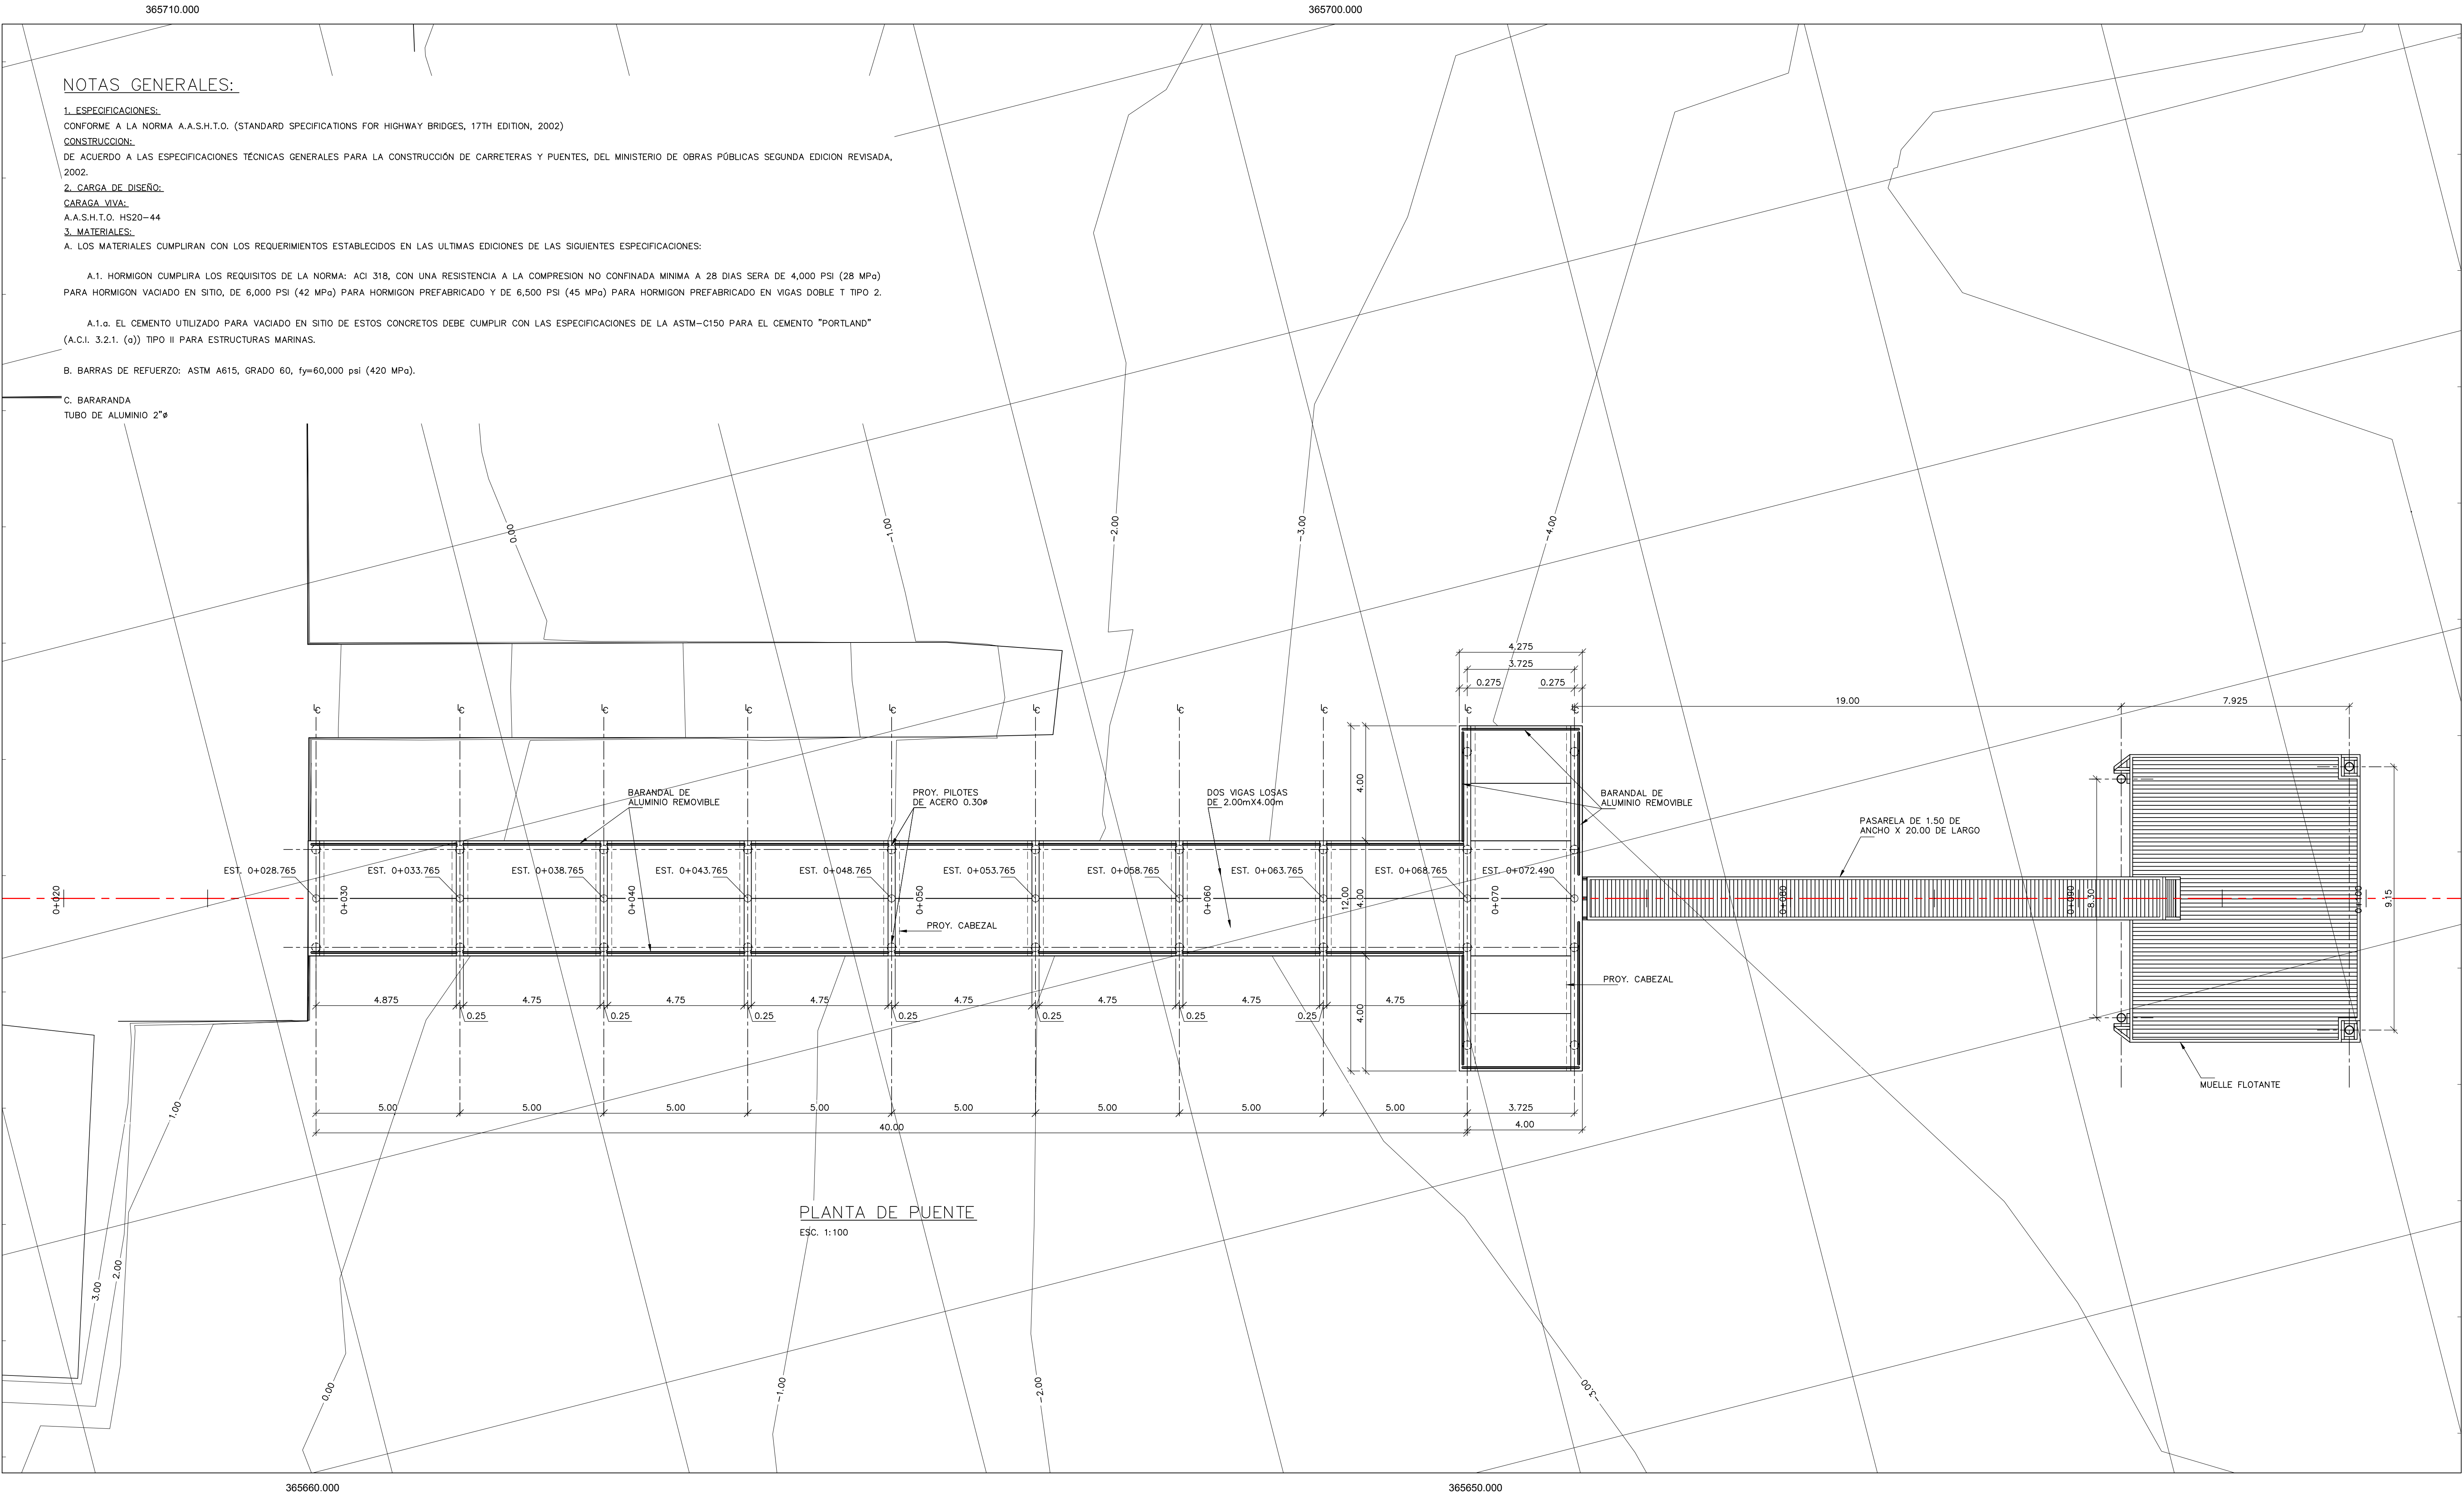 365710.000
365700.000
NOTAS GENERALES:
1. ESPECIFICACIONES:
CONFORME A LA NORMA A.A.S.H.T.O. (STANDARD SPECIFICATIONS FOR HIGHWAY BRIDGES, 17TH EDITION, 2002)
CONSTRUCCION:
DE ACUERDO A LAS ESPECIFICACIONES TÉCNICAS GENERALES PARA LA CONSTRUCCIÓN DE CARRETERAS Y PUENTES, DEL MINISTERIO DE OBRAS PÚBLICAS SEGUNDA EDICION REVISADA,
2002.
2. CARGA DE DISEÑO:
CARAGA VIVA:
A.A.S.H.T.O. HS20-44
3. MATERIALES:
A. LOS MATERIALES CUMPLIRAN CON LOS REQUERIMIENTOS ESTABLECIDOS EN LAS ULTIMAS EDICIONES DE LAS SIGUIENTES ESPECIFICACIONES:
A.1. HORMIGON CUMPLIRA LOS REQUISITOS DE LA NORMA: ACI 318, CON UNA RESISTENCIA A LA COMPRESION NO CONFINADA MINIMA A 28 DIAS SERA DE 4,000 PSI (28 MPa)
PARA HORMIGON VACIADO EN SITIO, DE 6,000 PSI (42 MPa) PARA HORMIGON PREFABRICADO Y DE 6,500 PSI (45 MPa) PARA HORMIGON PREFABRICADO EN VIGAS DOBLE T TIPO 2.
A.1.a. EL CEMENTO UTILIZADO PARA VACIADO EN SITIO DE ESTOS CONCRETOS DEBE CUMPLIR CON LAS ESPECIFICACIONES DE LA ASTM-C150 PARA EL CEMENTO "PORTLAND"
(A.C.I. 3.2.1. (a)) TIPO II PARA ESTRUCTURAS MARINAS.
B. BARRAS DE REFUERZO: ASTM A615, GRADO 60, fy=60,000 psi (420 MPa).
C. BARARANDA
TUBO DE ALUMINIO 2"ø
0.00
-1.00
-2.00
-3.00
-4.00
4.275
3.725
0.275 0.275
19.00
7.925
℄ ℄ ℄ ℄ ℄ ℄ ℄ ℄ ℄ ℄
BARANDAL DE
ALUMINIO REMOVIBLE
PROY. PILOTES
DE ACERO 0.30ø
DOS VIGAS LOSAS
DE 2.00mX4.00m
4.00
BARANDAL DE
ALUMINIO REMOVIBLE
PASARELA DE 1.50 DE
ANCHO X 20.00 DE LARGO
EST. 0+028.765
EST. 0+033.765
EST. 0+038.765
EST. 0+043.765
EST. 0+048.765
EST. 0+053.765
EST. 0+058.765
EST. 0+063.765
EST. 0+068.765
EST. 0+072.490
0+020
0+030
0+040
0+050
0+060
12.00
4.00
0+070
0+080
0+090
8.30
0+100
9.15
PROY. CABEZAL
PROY. CABEZAL
4.875 4.75 4.75 4.75 4.75 4.75 4.75 4.75
0.25 0.25 0.25 0.25 0.25 0.25 0.25
4.00
MUELLE FLOTANTE
5.00 5.00 5.00 5.00 5.00 5.00 5.00 5.00 3.725
40.00
4.00
1.00
2.00
3.00
PLANTA DE PUENTE
ESC. 1:100
0.00
-1.00
-2.00
-3.00
365660.000
365650.000